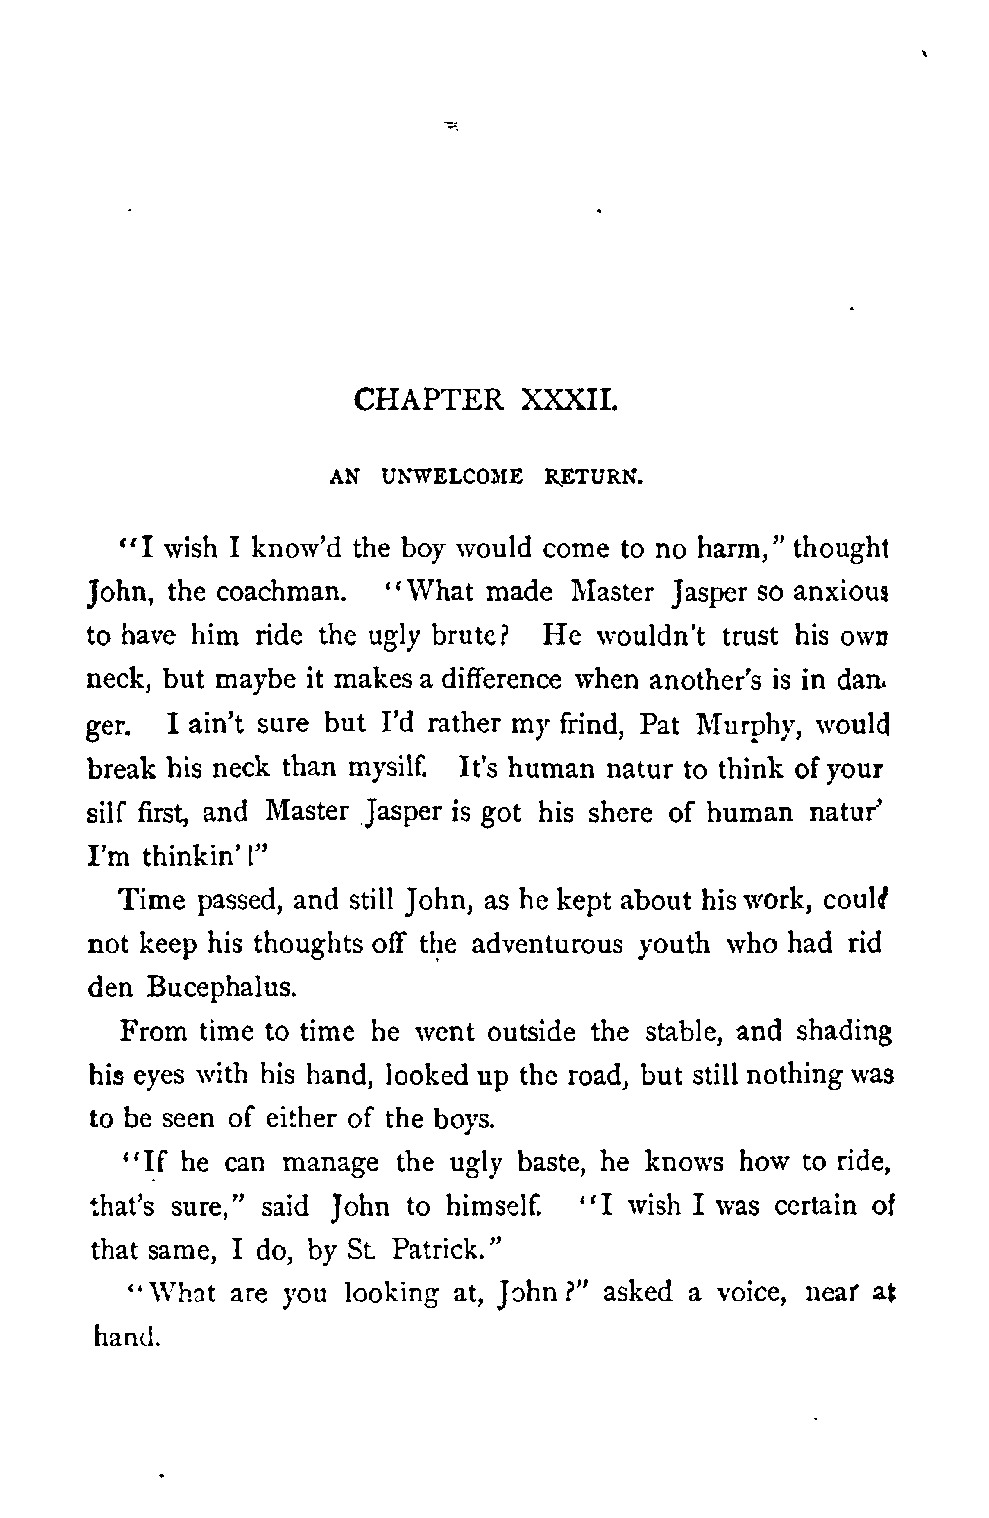 CHAPTER XXXII.
AN UNWELCOME RETURN.
"I wish I know'd the boy would come to no harm," thought
John, the coachman. "What made Master Jasper so anxious
to have him ride the ugly brute? He wouldn't trust his own
neck, but maybe it makes a difference when another's is in dan-
ger. I ain't sure but I'd rather my frind, Pat Murphy, would
break his neck than mysilf. It's human natur to think of your
silf first, and Master Jasper is got his shere of human natur'
I'm thinkin'!"
Time passed, and still John, as he kept about his work, could
not keep his thoughts off the adventurous youth who had rid
den Bucephalus.
From time to time he went outside the stable, and shading
his eyes with his hand, looked up the road, but still nothing was
to be seen of either of the boys.
"If he can manage the ugly baste, he knows how to ride,
that's sure," said John to himself. "I wish I was certain of
that same, I do, by St. Patrick."
"What are you looking at, John?" asked a voice, near at
hand.